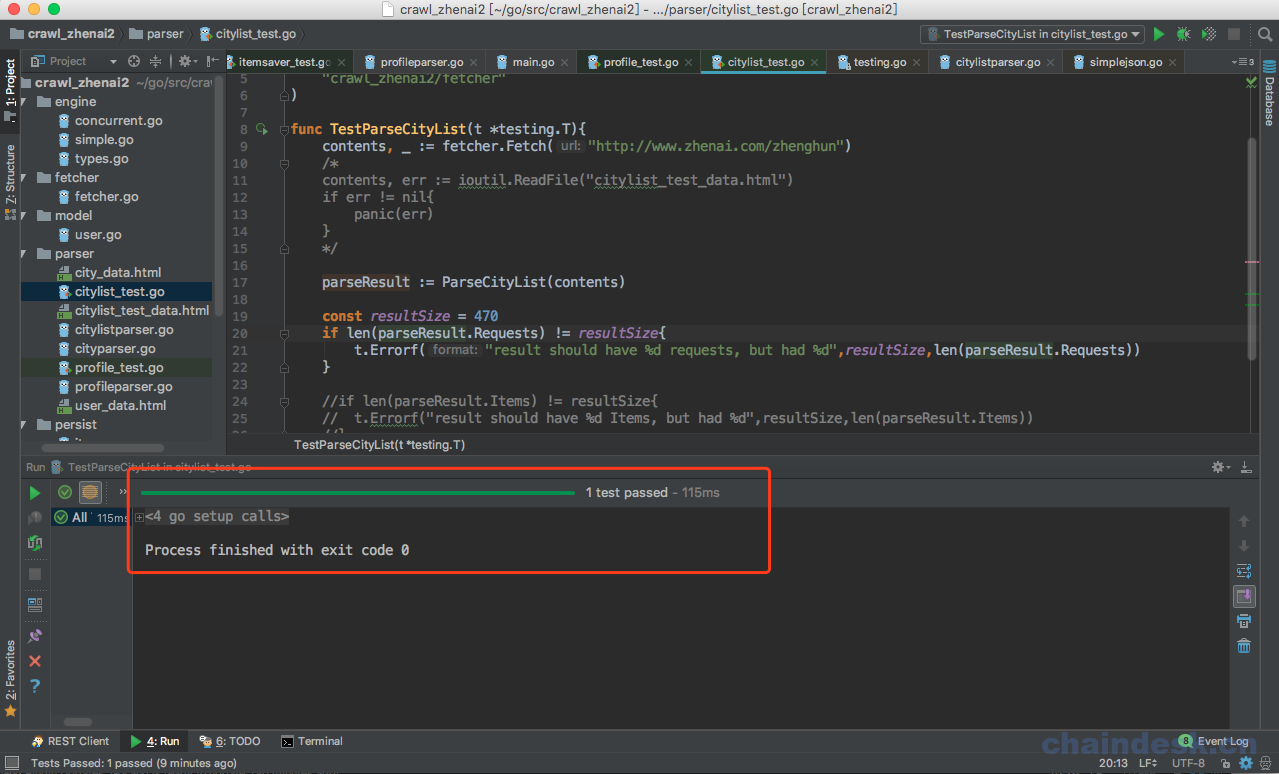 crawl_zhenai2 [~/go/src/crawl_zhenai2] - .../parser/citylist_test.go [crawl_zhenai2]
crawl_zhenai2 parser citylist_test.go TestParseCityList in citylist_test.go
Project itemsaver_test.go profileparser.go main.go profile_test.go citylist_test.go testing.go citylistparser.go simplejson.go
1: Project
Z: Structure
2: Favorites
Database
crawl_zhenai2 ~/go/src/craw
engine
concurrent.go
simple.go
types.go
fetcher
fetcher.go
model
user.go
parser
city_data.html
citylist_test.go
citylist_test_data.html
citylistparser.go
cityparser.go
profile_test.go
profileparser.go
user_data.html
persist
5 "crawl_zhenai2/fetcher"
6 )
7
8 func TestParseCityList(t *testing.T){
9 contents, _ := fetcher.Fetch( url: "http://www.zhenai.com/zhenghun")
10 /*
11 contents, err := ioutil.ReadFile("citylist_test_data.html")
12 if err != nil{
13 panic(err)
14 }
15 */
16
17 parseResult := ParseCityList(contents)
18
19 const resultSize = 470
20 if len(parseResult.Requests) != resultSize{
21 t.Errorf( format: "result should have %d requests, but had %d",resultSize,len(parseResult.Requests))
22 }
23
24 //if len(parseResult.Items) != resultSize{
25 // t.Errorf("result should have %d Items, but had %d",resultSize,len(parseResult.Items))
TestParseCityList(t *testing.T)
Run TestParseCityList in citylist_test.go
1 test passed - 115ms
All 115ms
<4 go setup calls>
Process finished with exit code 0
REST Client 4: Run 6: TODO Terminal 8 Event Log
chaindesk.cn
Tests Passed: 1 passed (9 minutes ago) 20:13 LF UTF-8